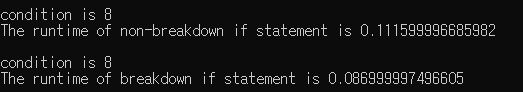 condition is 8
The runtime of non-breakdown if statement is 0.111599996685982
condition is 8
The runtime of breakdown if statement is 0.086999997496605